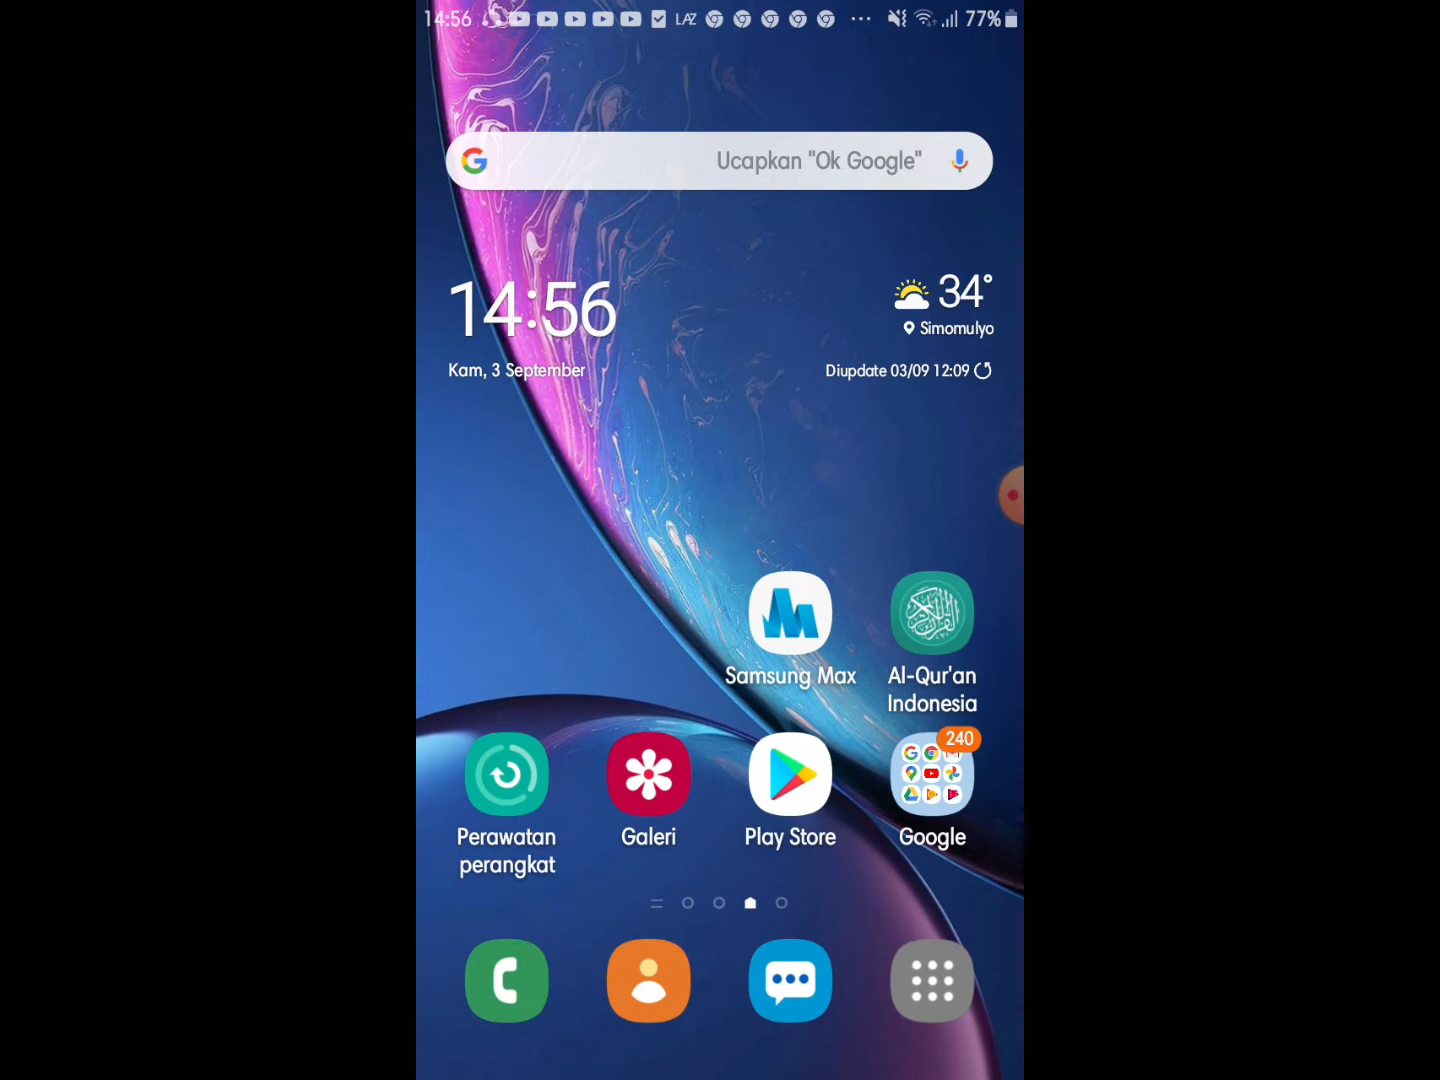 14:56 LAZ ... 77%
Ucapkan "Ok Google"
14:56
Kam, 3 September
34°
Simomulyo
Diupdate 03/09 12:09
Samsung Max
Al-Qur'an
Indonesia
240
Perawatan
perangkat
Galeri
Play Store
Google